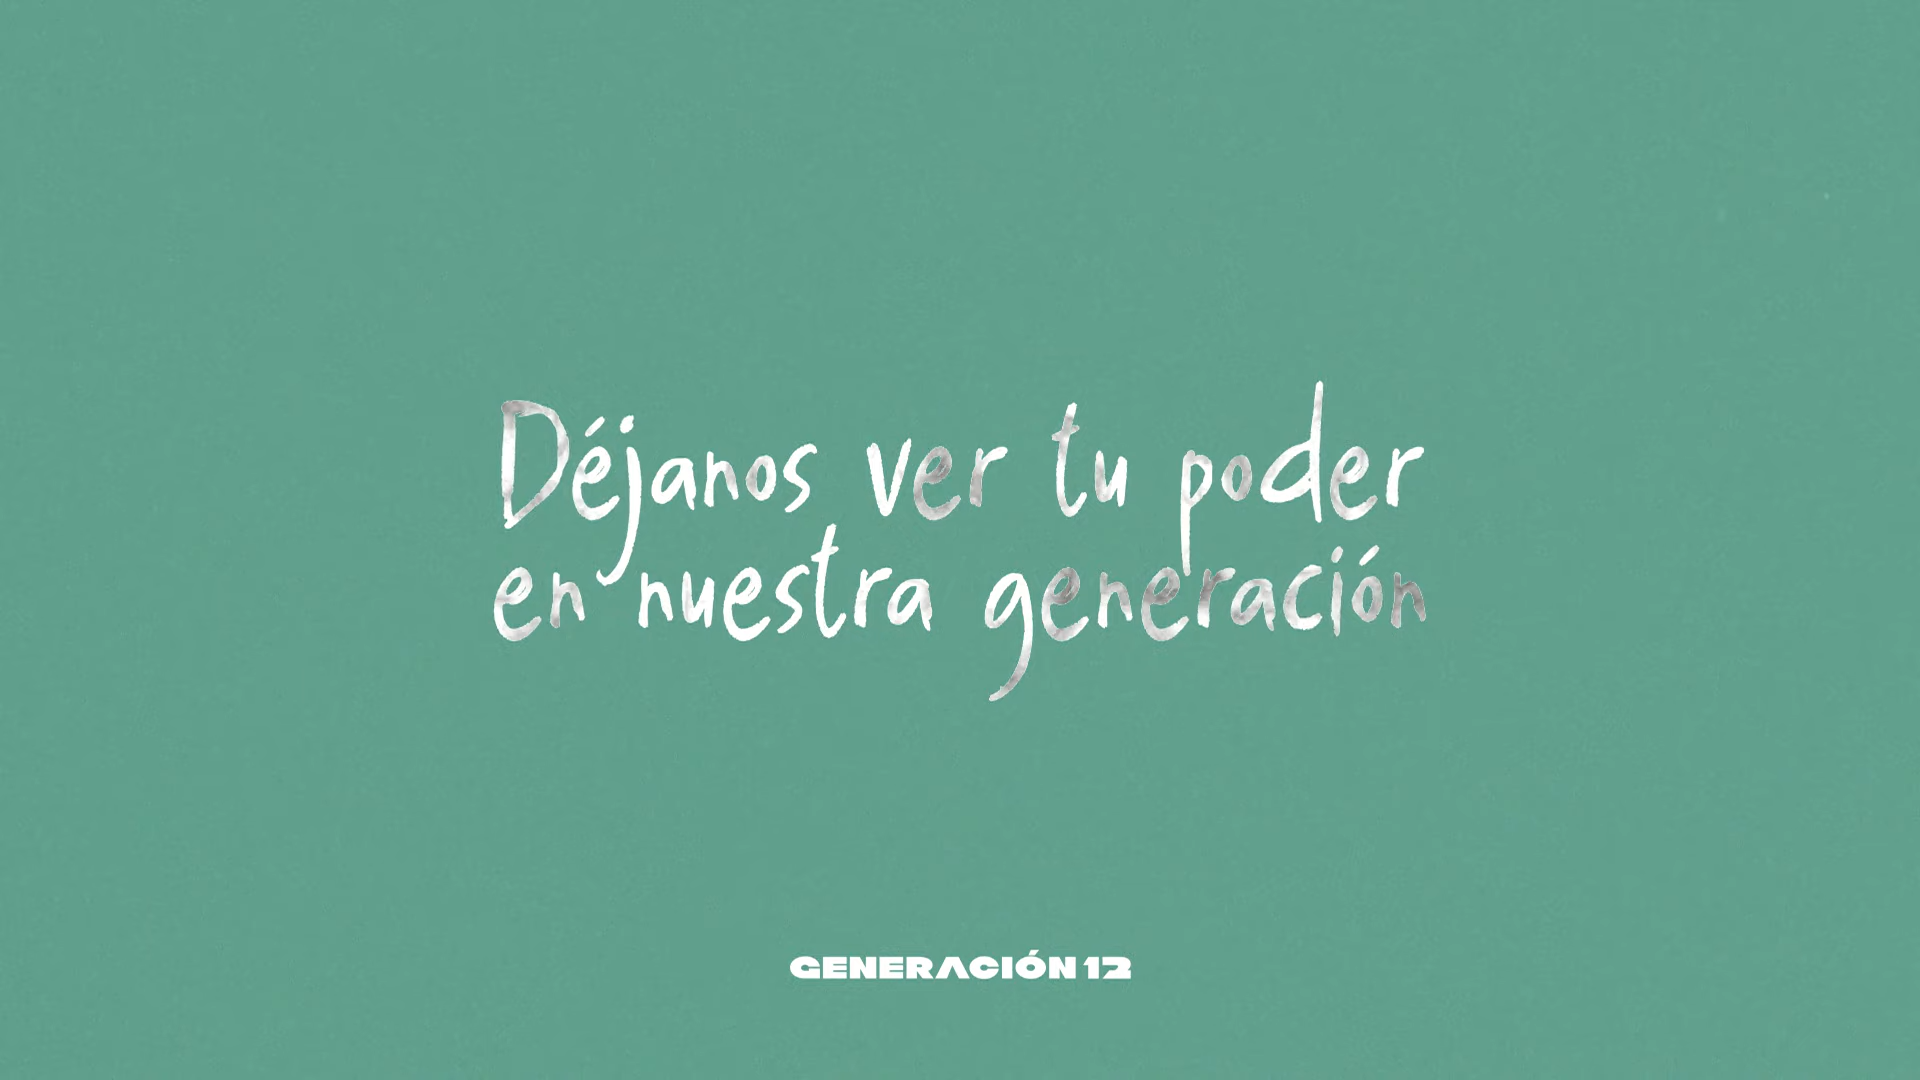 Déjanos ver tu poder
en nuestra generación
GENERACIÓN 12